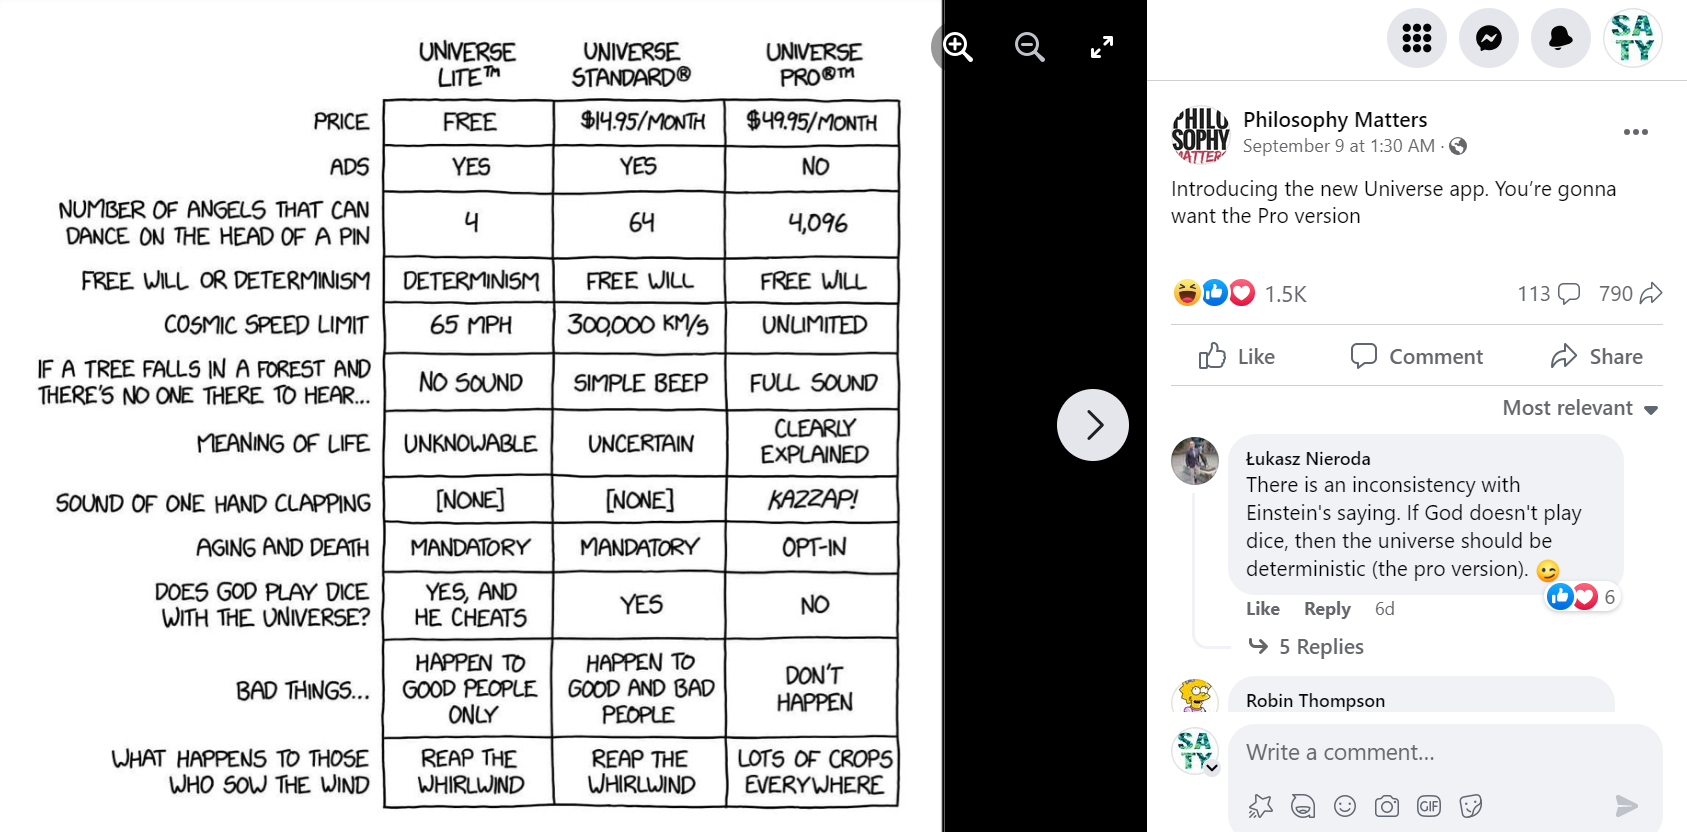 UNIVERSE LITE™
UNIVERSE STANDARD®
UNIVERSE PRO®™
PRICE
FREE
$14.95/MONTH
$49.95/MONTH
ADS
YES
YES
NO
NUMBER OF ANGELS THAT CAN
DANCE ON THE HEAD OF A PIN
4
64
4,096
FREE WILL OR DETERMINISM
DETERMINISM
FREE WILL
FREE WILL
COSMIC SPEED LIMIT
65 MPH
300,000 KM/S
UNLIMITED
IF A TREE FALLS IN A FOREST AND
THERE'S NO ONE THERE TO HEAR...
NO SOUND
SIMPLE BEEP
FULL SOUND
MEANING OF LIFE
UNKNOWABLE
UNCERTAIN
CLEARLY
EXPLAINED
SOUND OF ONE HAND CLAPPING
[NONE]
[NONE]
KAZZAP!
AGING AND DEATH
MANDATORY
MANDATORY
OPT-IN
DOES GOD PLAY DICE
WITH THE UNIVERSE?
YES, AND
HE CHEATS
YES
NO
BAD THINGS...
HAPPEN TO
GOOD PEOPLE
ONLY
HAPPEN TO
GOOD AND BAD
PEOPLE
DON'T
HAPPEN
WHAT HAPPENS TO THOSE
WHO SOW THE WIND
REAP THE
WHIRLWIND
REAP THE
WHIRLWIND
LOTS OF CROPS
EVERYWHERE
SA
TY
PHILO
SOPHY
MATTERS
Philosophy Matters
September 9 at 1:30 AM ·
Introducing the new Universe app. You’re gonna
want the Pro version
1.5K
113
790
Like
Comment
Share
Most relevant
Łukasz Nieroda
There is an inconsistency with
Einstein's saying. If God doesn't play
dice, then the universe should be
deterministic (the pro version). 😉
6
Like Reply 6d
5 Replies
Robin Thompson
SA
TY
Write a comment...
GIF